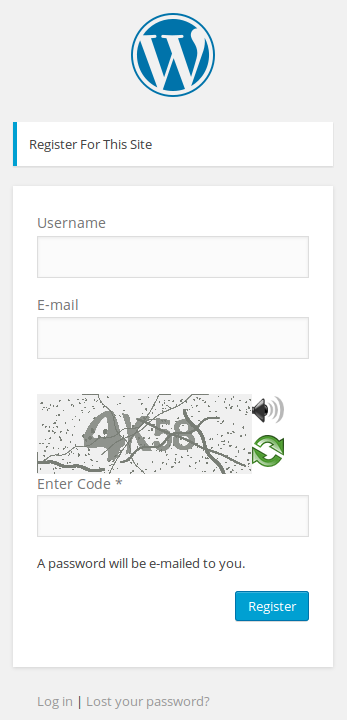 Register For This Site
Username
E-mail
Enter Code *
A password will be e-mailed to you.
Register
Log in | Lost your password?